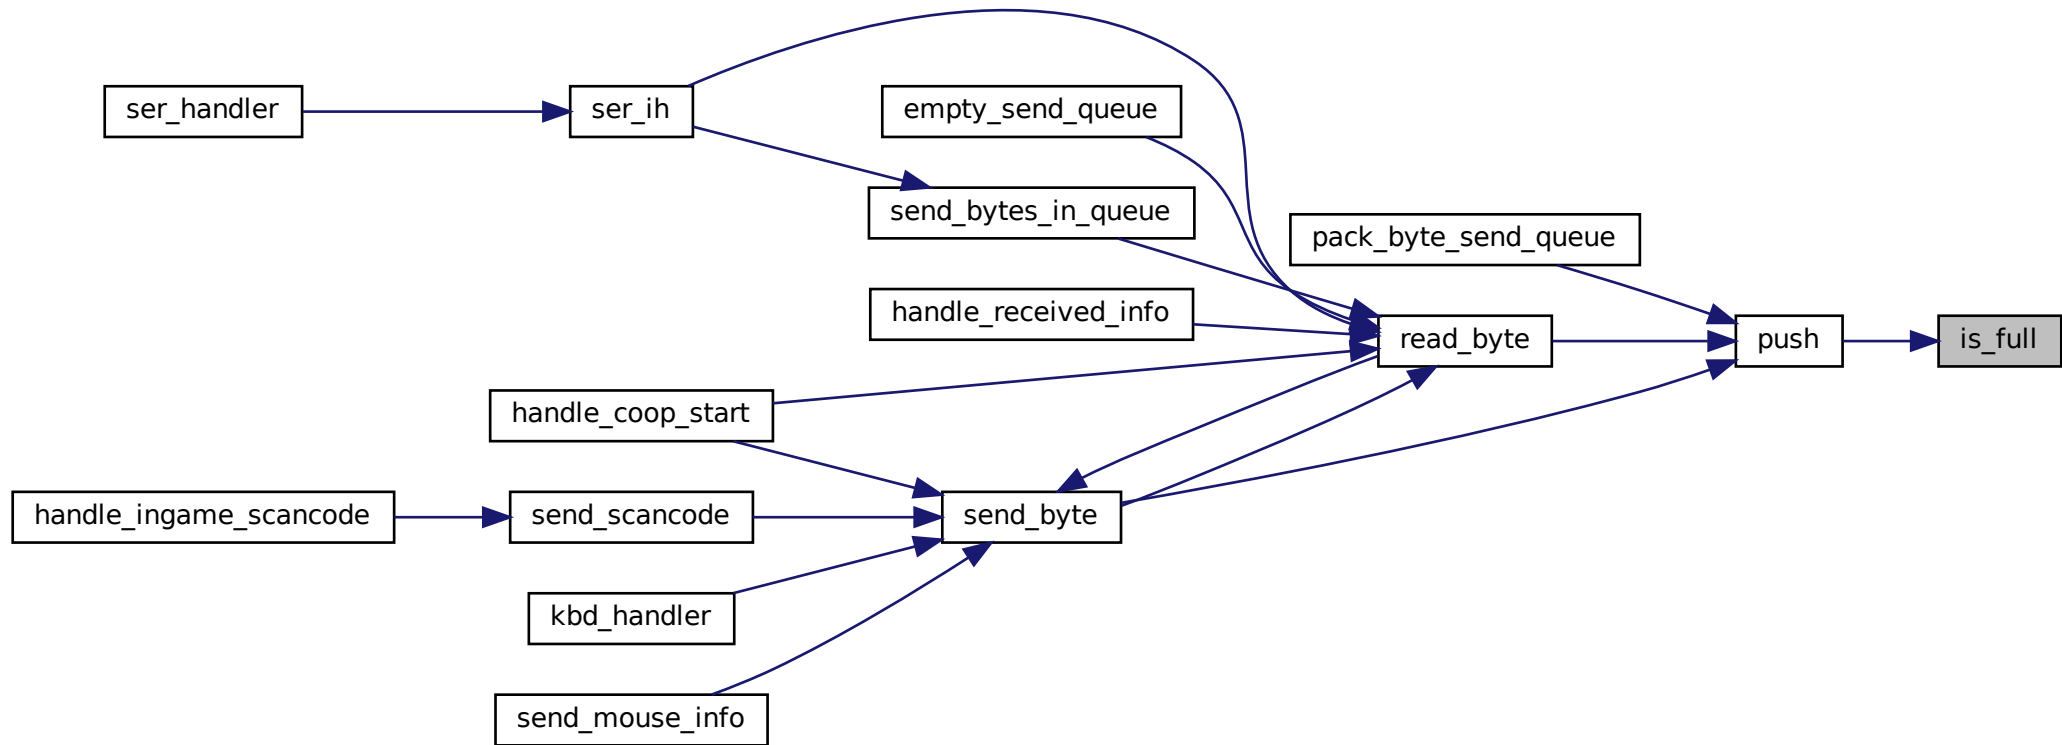 ser_handler
ser_ih
empty_send_queue
send_bytes_in_queue
pack_byte_send_queue
handle_received_info
read_byte
push
is_full
handle_coop_start
handle_ingame_scancode
send_scancode
send_byte
kbd_handler
send_mouse_info